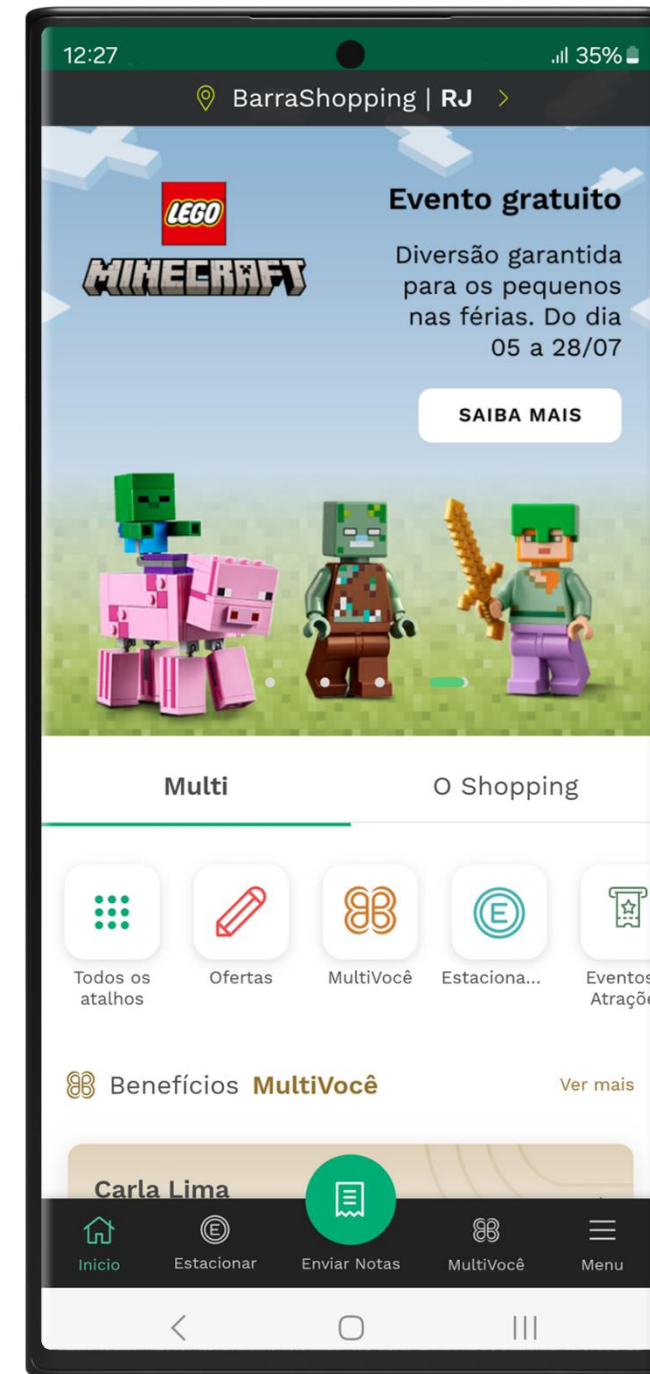 12:27
35%
BarraShopping | RJ >
LEGO
MINECRAFT
Evento gratuito
Diversão garantida
para os pequenos
nas férias. Do dia
05 a 28/07
SAIBA MAIS
Multi
O Shopping
E
Todos os
atalhos
Ofertas
MultiVocê
Estaciona...
Eventos
Atraçõe
Benefícios MultiVocê
Ver mais
Carla Lima
E
Inicio
Estacionar
Enviar Notas
MultiVocê
Menu